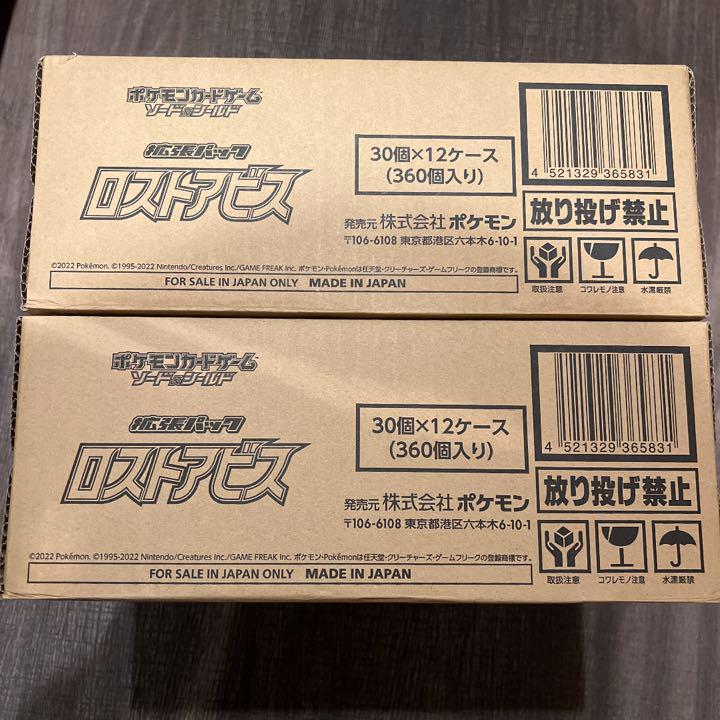 ポケモンカードゲーム
ソード&シールド
拡張パック
ロストアビス
30個×12ケース
(360個入り)
発売元 株式会社 ポケモン
〒106-6108 東京都港区六本木6-10-1
©2022 Pokémon. ©1995-2022 Nintendo/Creatures Inc./GAME FREAK Inc. ポケモン・Pokémonは任天堂・クリーチャーズ・ゲームフリークの登録商標です。
FOR SALE IN JAPAN ONLY MADE IN JAPAN
4 521329 365831
放り投げ禁止
取扱注意 コワレモノ注意 水濡厳禁
ポケモンカードゲーム
ソード&シールド
拡張パック
ロストアビス
30個×12ケース
(360個入り)
発売元 株式会社 ポケモン
〒106-6108 東京都港区六本木6-10-1
©2022 Pokémon. ©1995-2022 Nintendo/Creatures Inc./GAME FREAK Inc. ポケモン・Pokémonは任天堂・クリーチャーズ・ゲームフリークの登録商標です。
FOR SALE IN JAPAN ONLY MADE IN JAPAN
4 521329 365831
放り投げ禁止
取扱注意 コワレモノ注意 水濡厳禁